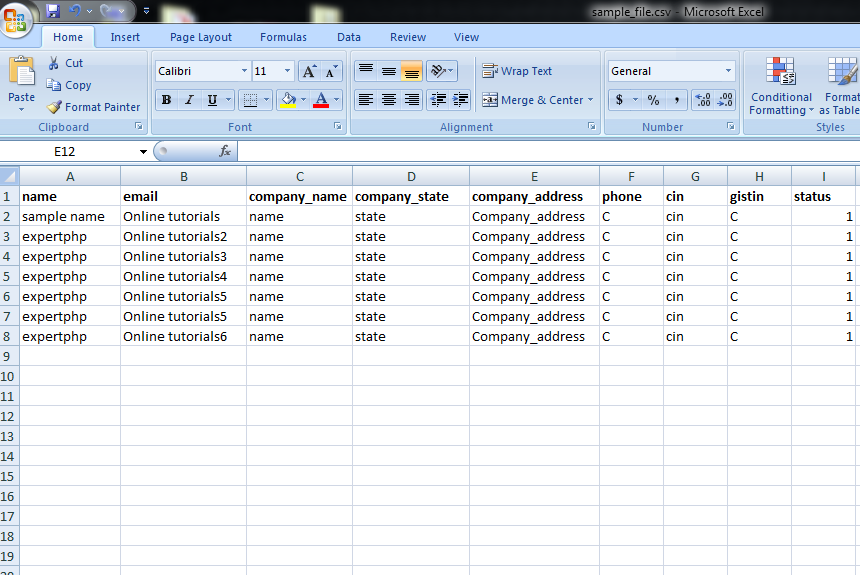 sample_file.csv - Microsoft Excel
Home Insert Page Layout Formulas Data Review View
Paste Cut Copy Format Painter
Calibri 11 A A
B I U A
Wrap Text
Merge & Center
General
$ % , .00 .0
Conditional Formatting Format as Table
Clipboard Font Alignment Number Styles
E12 fx
A B C D E F G H I
1 name email company_name company_state company_address phone cin gistin status
2 sample name Online tutorials name state Company_address C cin C 1
3 expertphp Online tutorials2 name state Company_address C cin C 1
4 expertphp Online tutorials3 name state Company_address C cin C 1
5 expertphp Online tutorials4 name state Company_address C cin C 1
6 expertphp Online tutorials5 name state Company_address C cin C 1
7 expertphp Online tutorials5 name state Company_address C cin C 1
8 expertphp Online tutorials6 name state Company_address C cin C 1
9
10
11
12
13
14
15
16
17
18
19